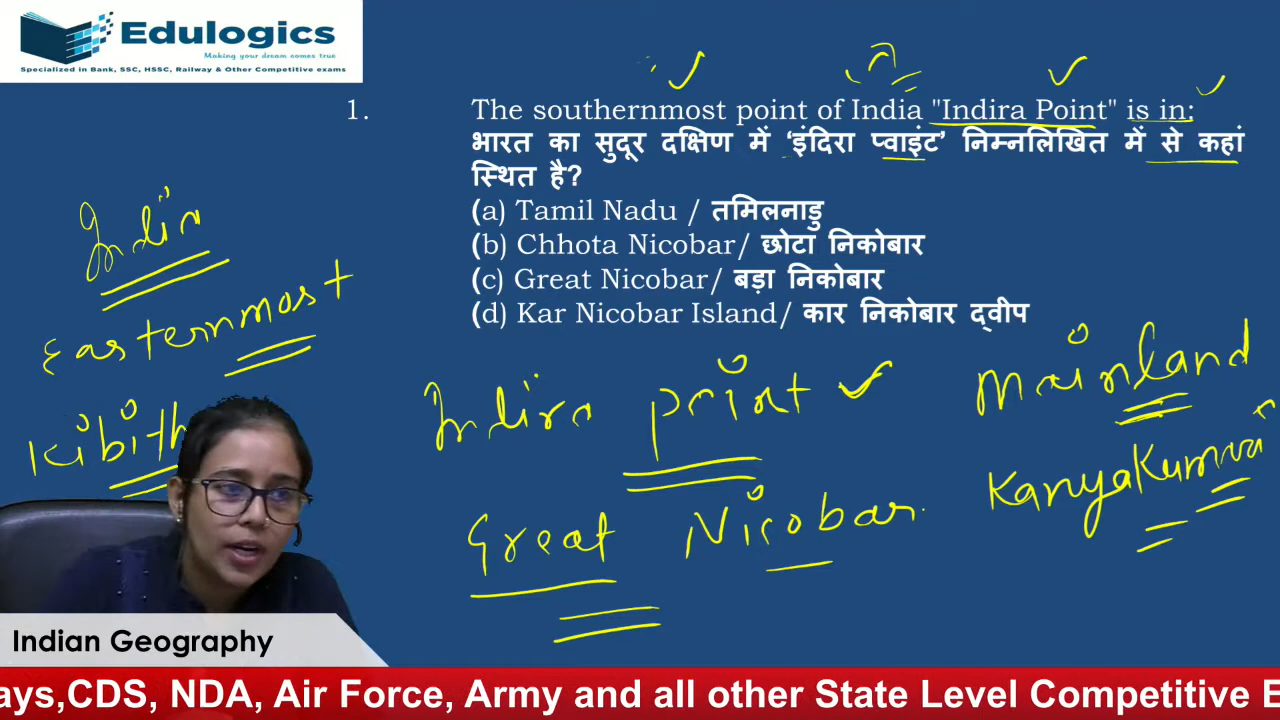 Edulogics
Making your dream comes true
Specialized in Bank, SSC, HSSC, Railway & Other Competitive exams
1. The southernmost point of India "Indira Point" is in:
भारत का सुदूर दक्षिण में ‘इंदिरा प्वाइंट’ निम्नलिखित में से कहां
स्थित है?
(a) Tamil Nadu / तमिलनाडु
(b) Chhota Nicobar/ छोटा निकोबार
(c) Great Nicobar/ बड़ा निकोबार
(d) Kar Nicobar Island/ कार निकोबार द्वीप
India
Easternmost
Kibith
Indira point
Great Nicobar
Mainland
Kanyakumari
Indian Geography
ays,CDS, NDA, Air Force, Army and all other State Level Competitive E